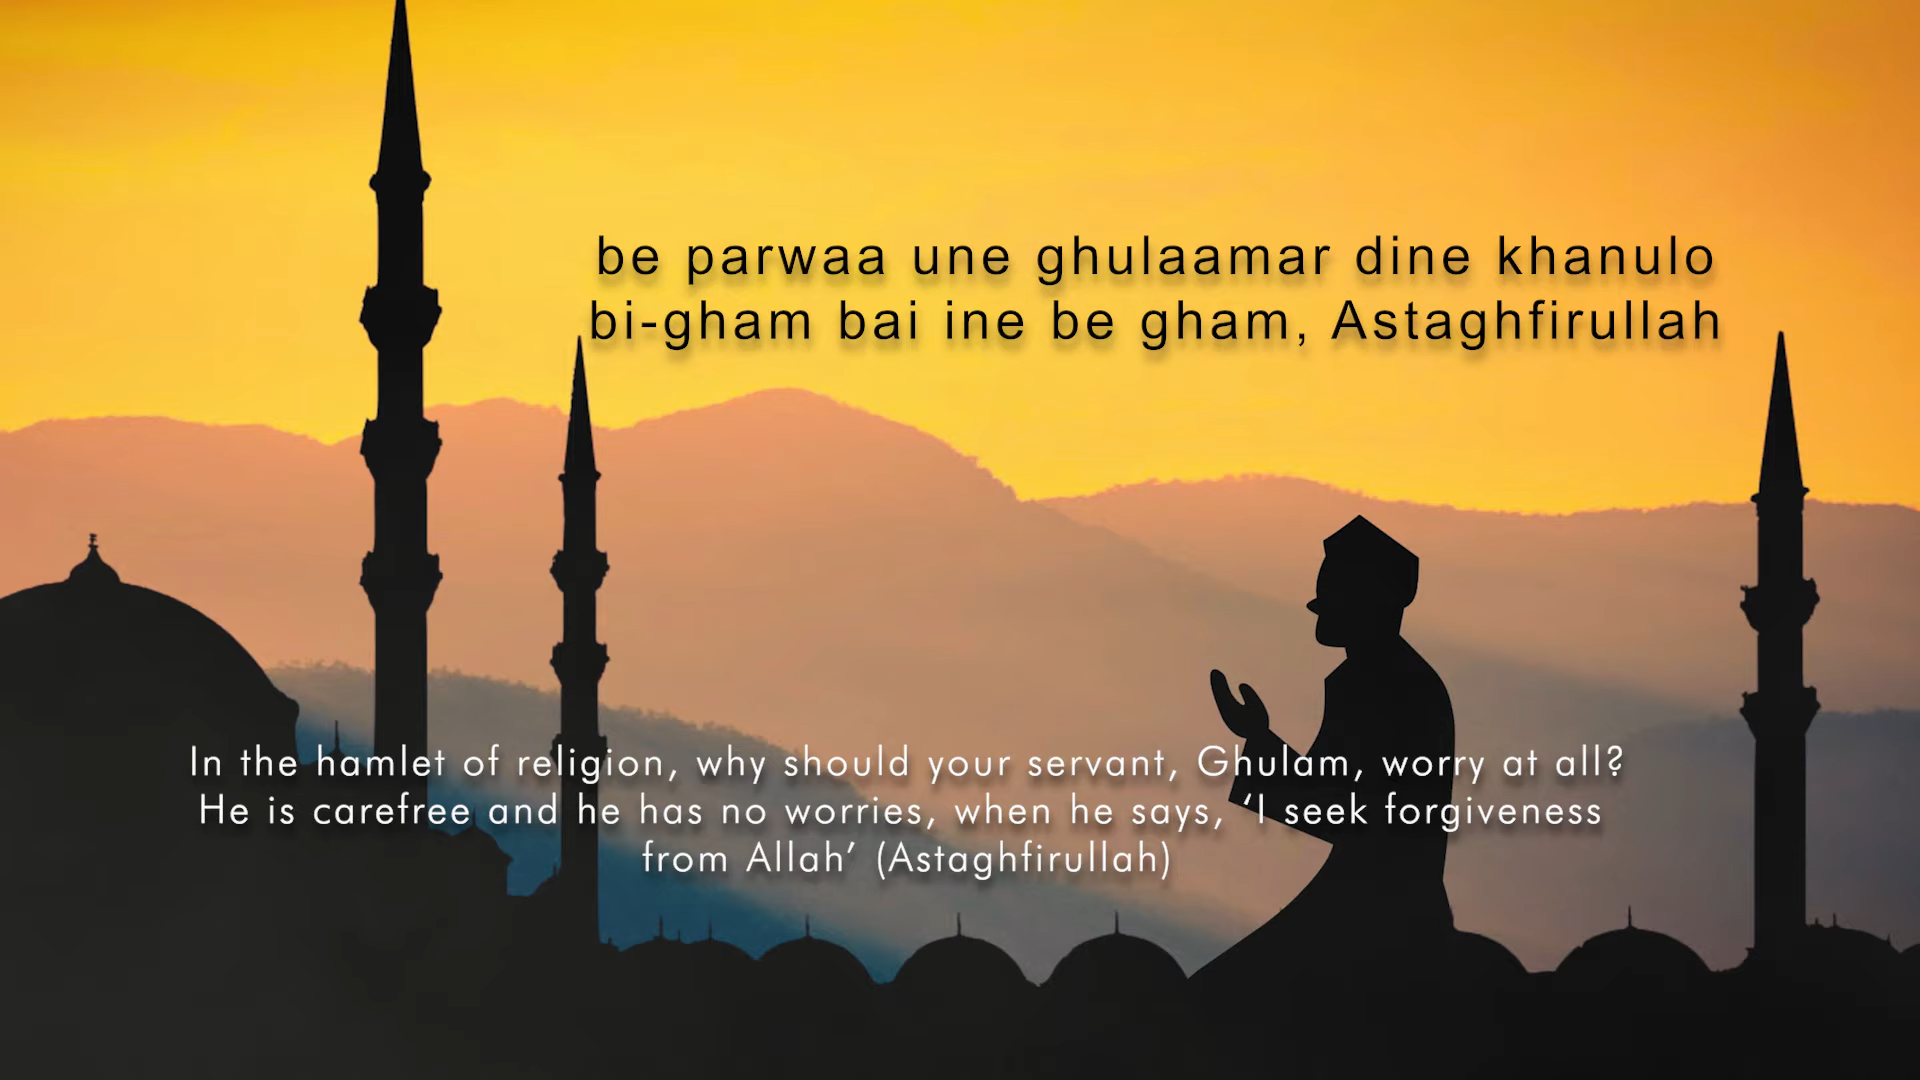 be parwaa une ghulaamar dine khanulo
bi-gham bai ine be gham, Astaghfirullah
In the hamlet of religion, why should your servant, Ghulam, worry at all?
He is carefree and he has no worries, when he says, ‘I seek forgiveness
from Allah’ (Astaghfirullah)